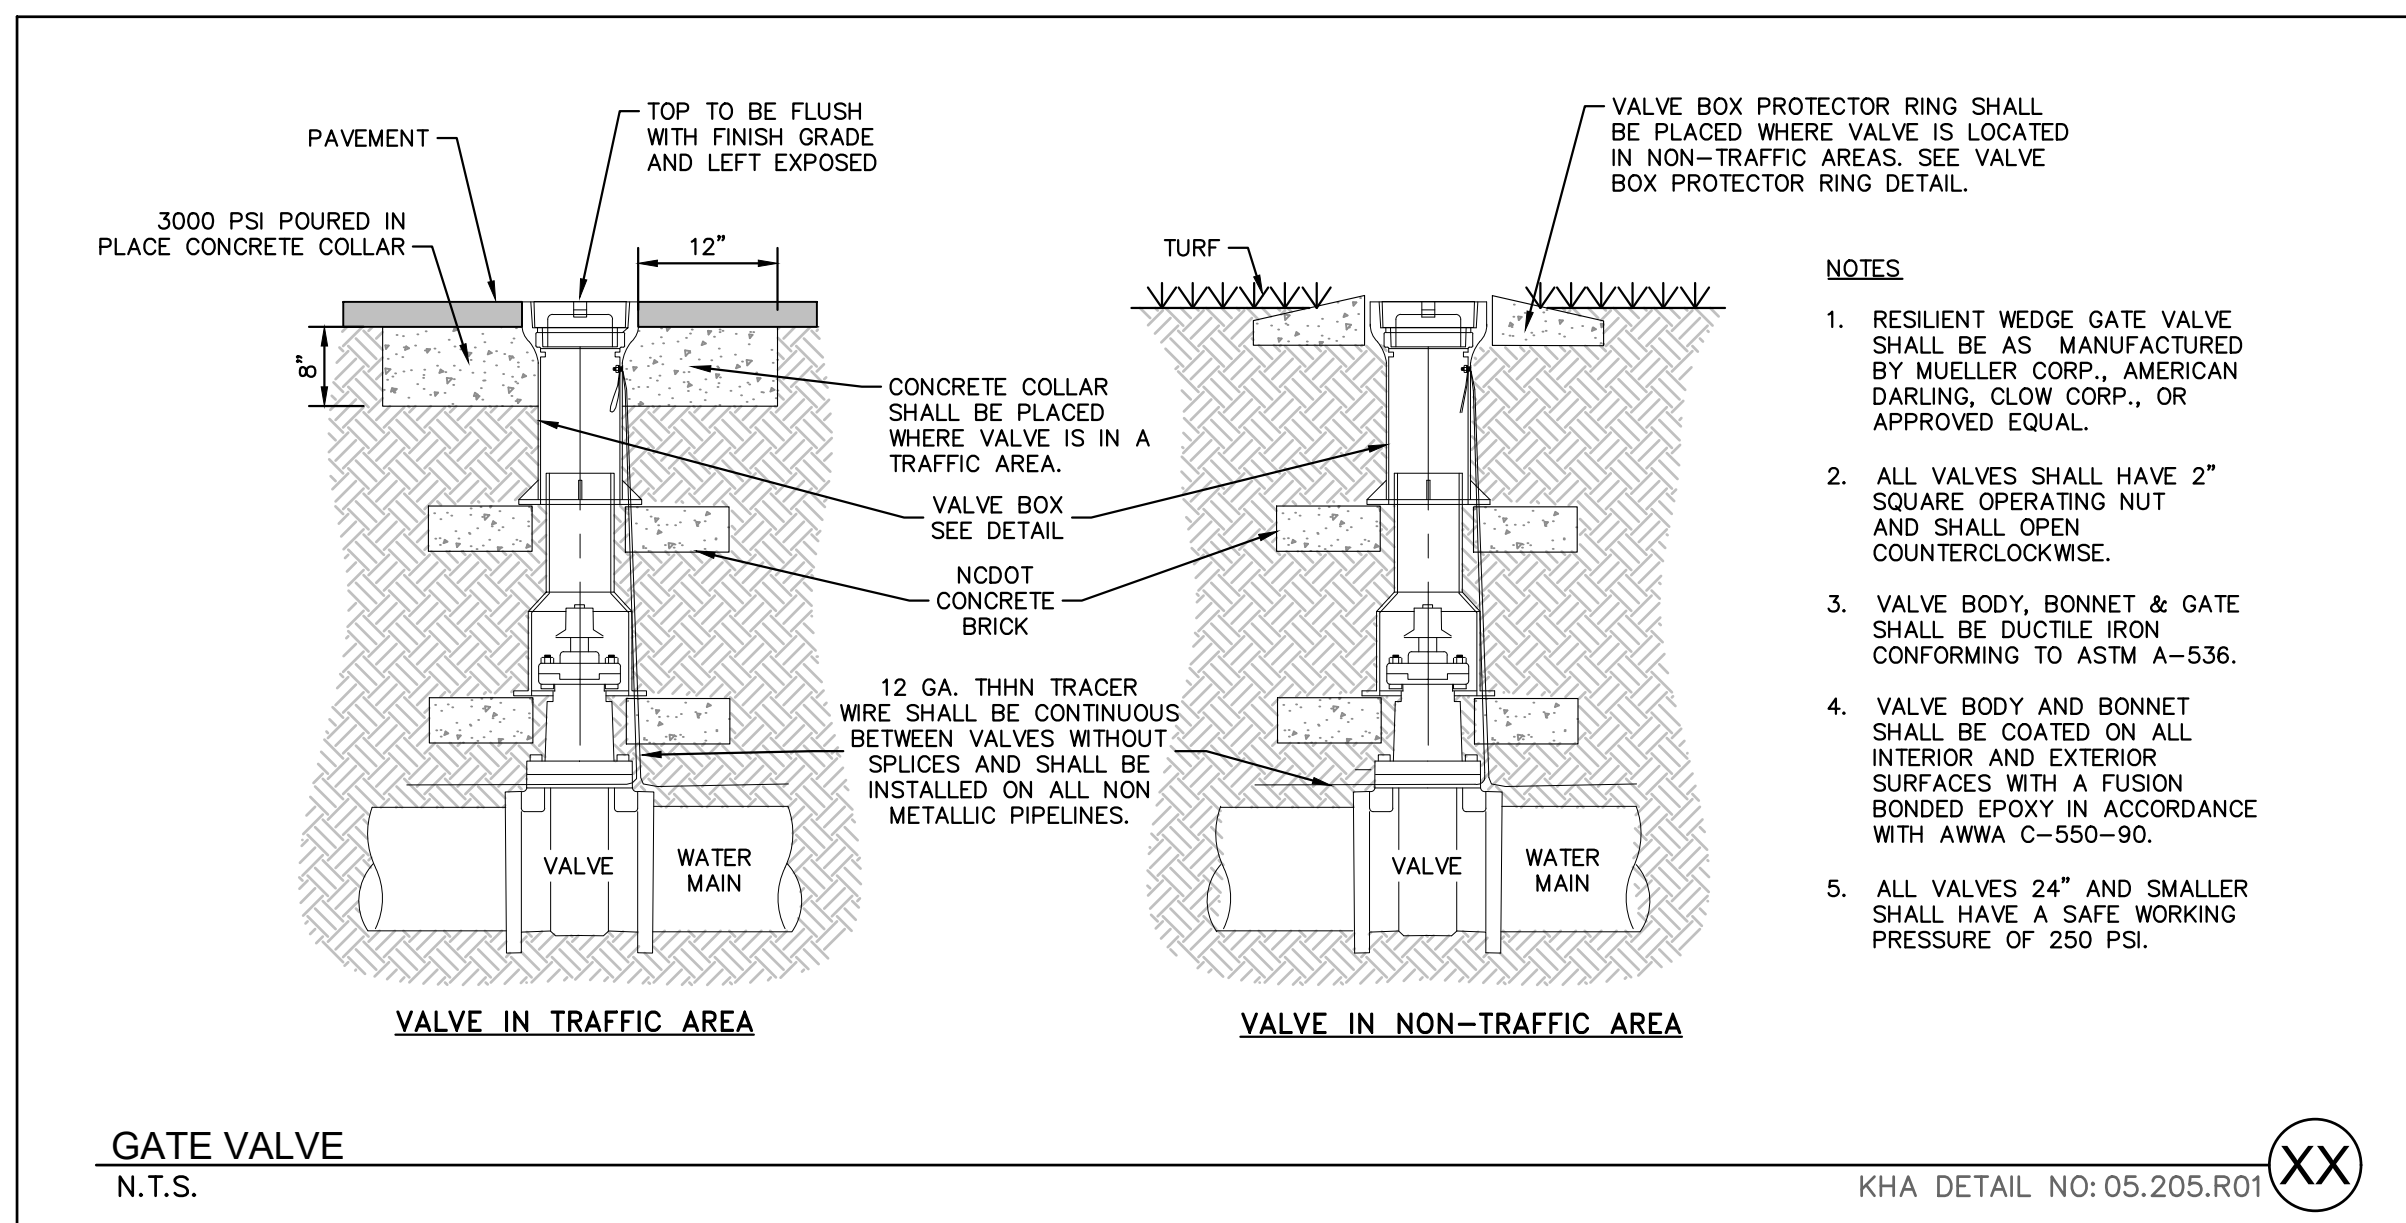 PAVEMENT
TOP TO BE FLUSH
WITH FINISH GRADE
AND LEFT EXPOSED
3000 PSI POURED IN
PLACE CONCRETE COLLAR
12”
8”
CONCRETE COLLAR
SHALL BE PLACED
WHERE VALVE IS IN A
TRAFFIC AREA.
VALVE BOX
SEE DETAIL
NCDOT
CONCRETE
BRICK
12 GA. THHN TRACER
WIRE SHALL BE CONTINUOUS
BETWEEN VALVES WITHOUT
SPLICES AND SHALL BE
INSTALLED ON ALL NON
METALLIC PIPELINES.
VALVE
WATER
MAIN
VALVE IN TRAFFIC AREA
VALVE BOX PROTECTOR RING SHALL
BE PLACED WHERE VALVE IS LOCATED
IN NON-TRAFFIC AREAS. SEE VALVE
BOX PROTECTOR RING DETAIL.
TURF
VALVE
WATER
MAIN
VALVE IN NON-TRAFFIC AREA
NOTES
1. RESILIENT WEDGE GATE VALVE
SHALL BE AS MANUFACTURED
BY MUELLER CORP., AMERICAN
DARLING, CLOW CORP., OR
APPROVED EQUAL.
2. ALL VALVES SHALL HAVE 2”
SQUARE OPERATING NUT
AND SHALL OPEN
COUNTERCLOCKWISE.
3. VALVE BODY, BONNET & GATE
SHALL BE DUCTILE IRON
CONFORMING TO ASTM A-536.
4. VALVE BODY AND BONNET
SHALL BE COATED ON ALL
INTERIOR AND EXTERIOR
SURFACES WITH A FUSION
BONDED EPOXY IN ACCORDANCE
WITH AWWA C-550-90.
5. ALL VALVES 24” AND SMALLER
SHALL HAVE A SAFE WORKING
PRESSURE OF 250 PSI.
GATE VALVE
N.T.S.
KHA DETAIL NO: 05.205.R01
XX